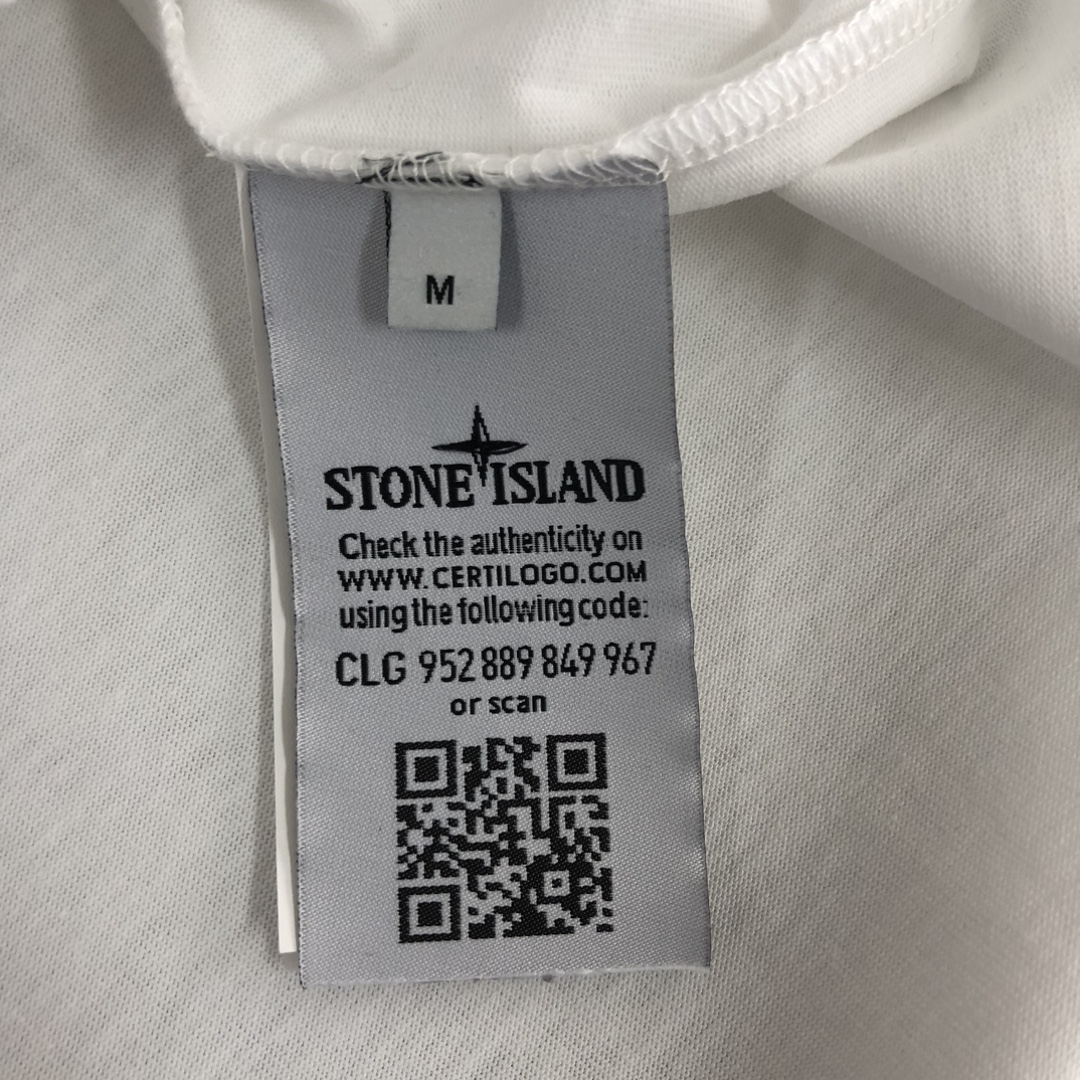 M
STONE ISLAND
Check the authenticity on
WWW.CERTILOGO.COM
using the following code:
CLG 952 889 849 967
or scan